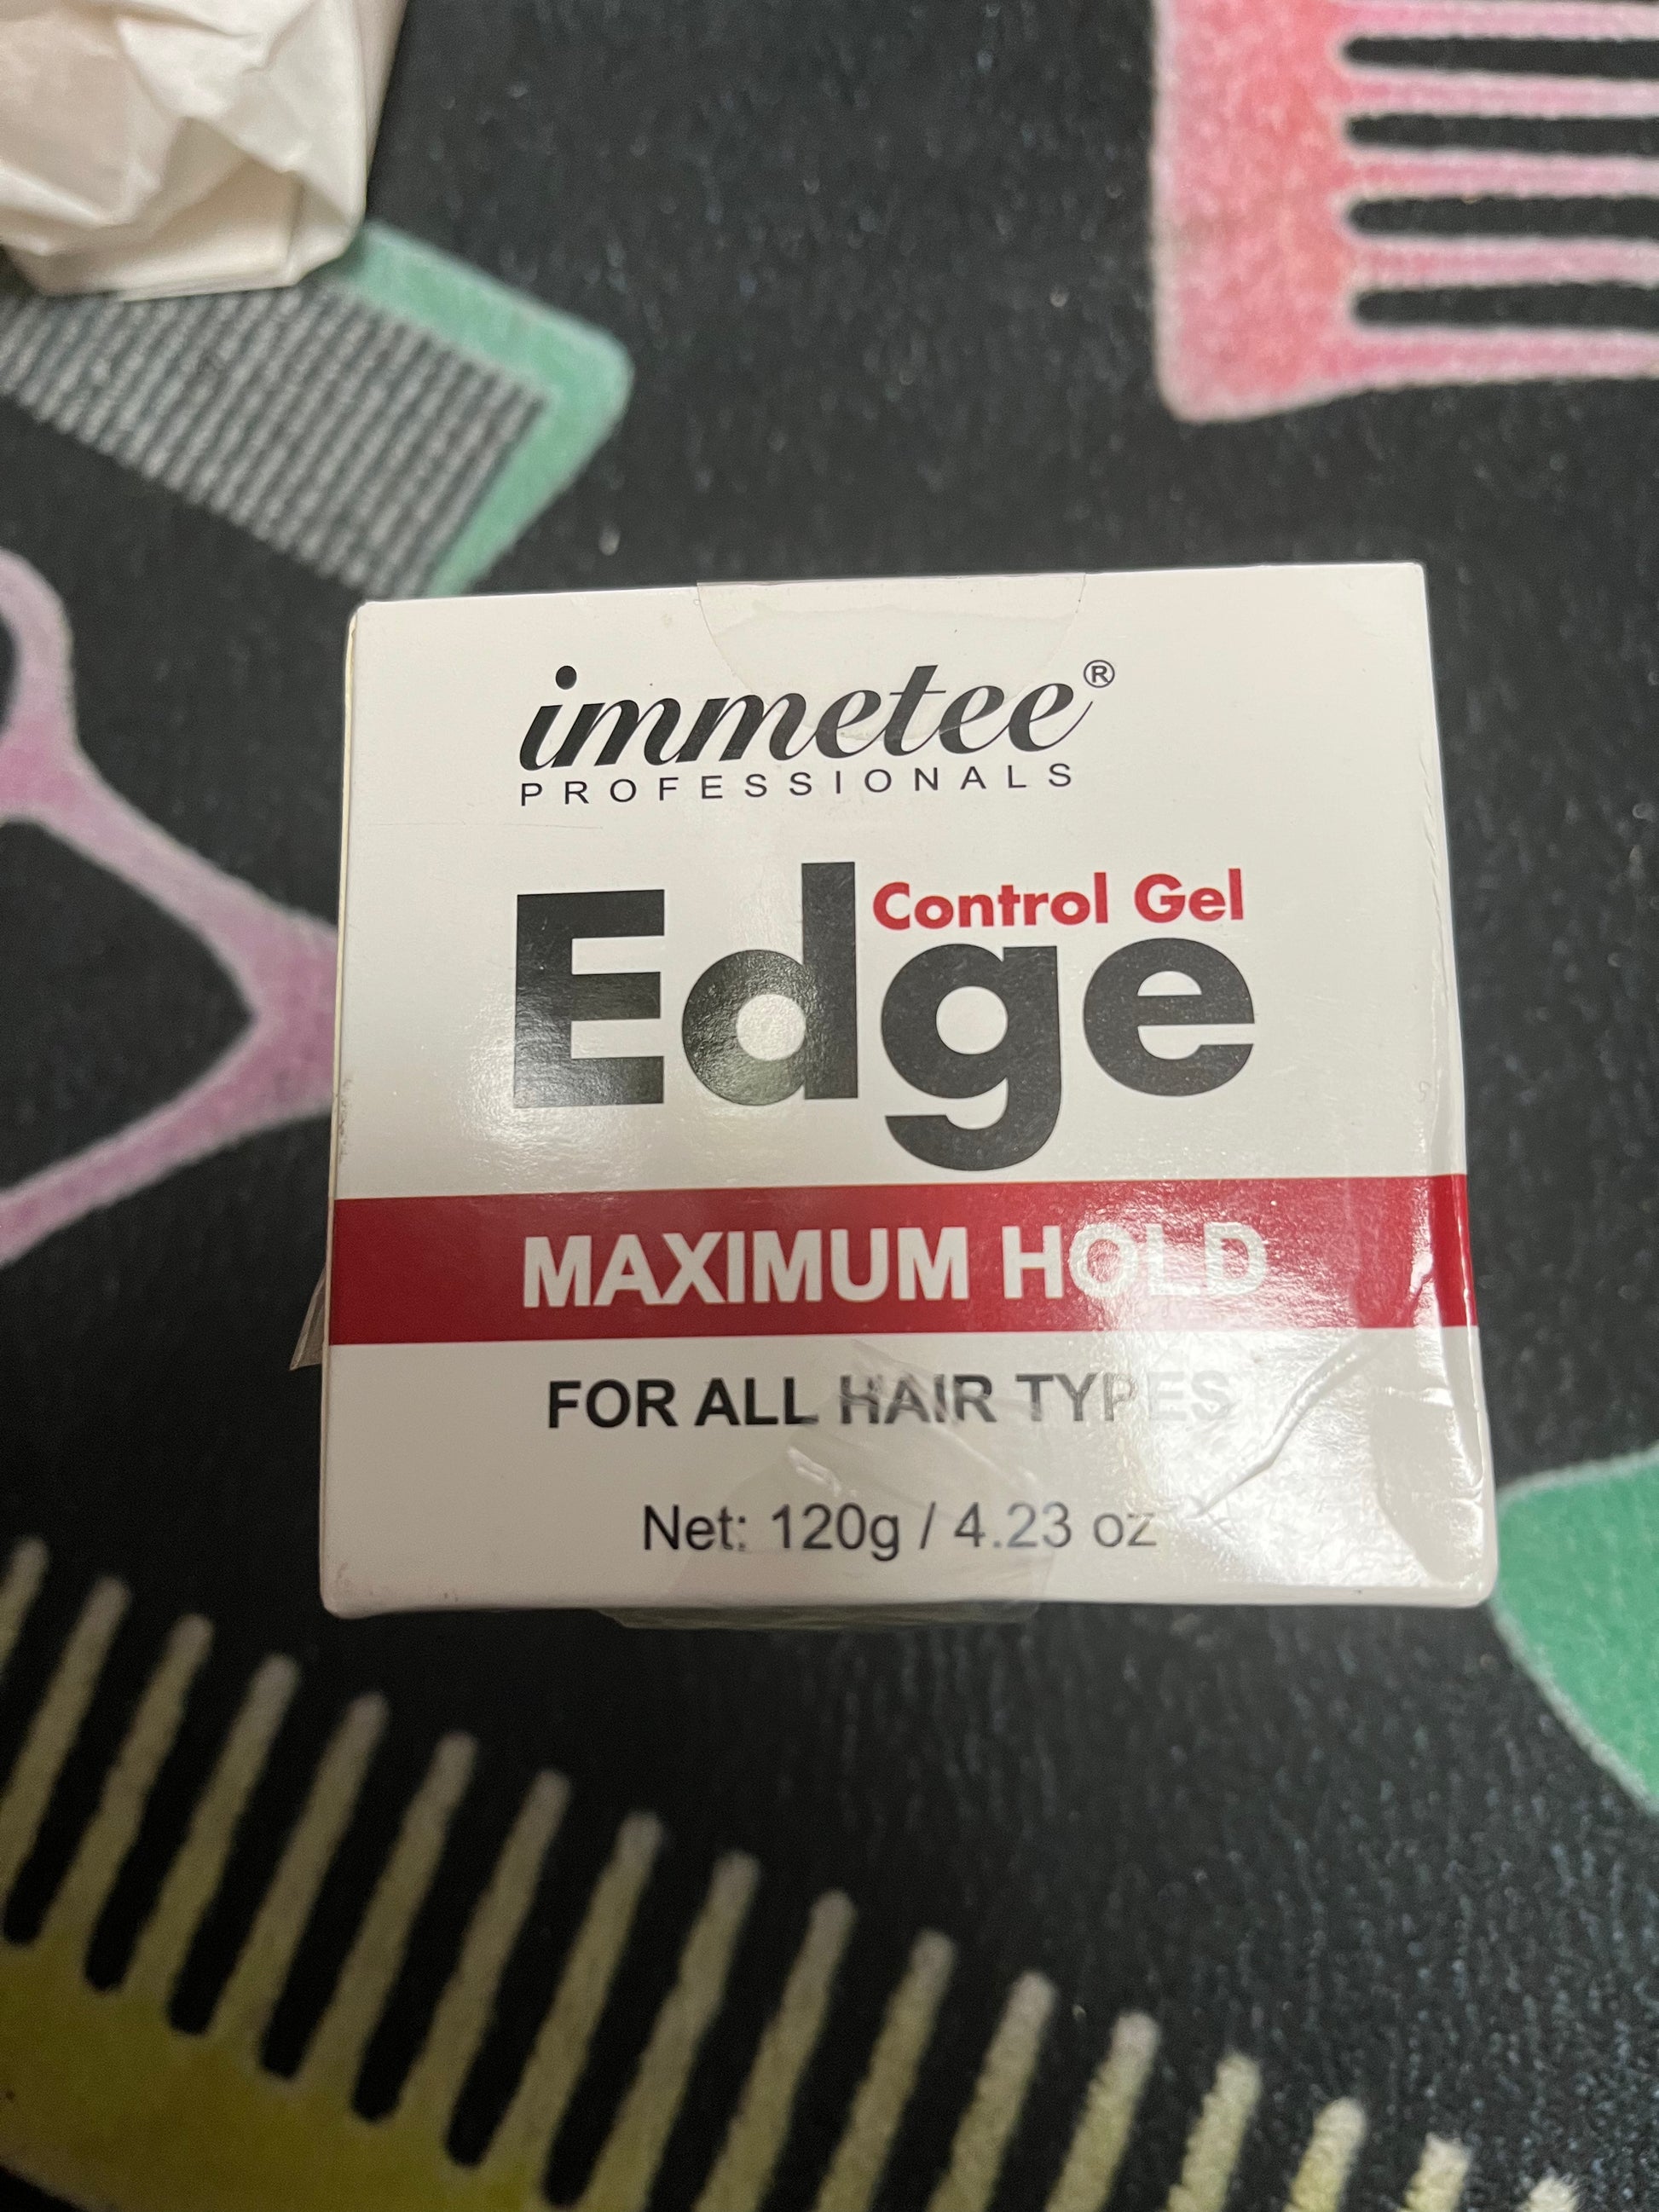 immetee®
PROFESSIONALS
Control Gel
Edge
MAXIMUM HOLD
FOR ALL HAIR TYPES
Net: 120g / 4.23 oz